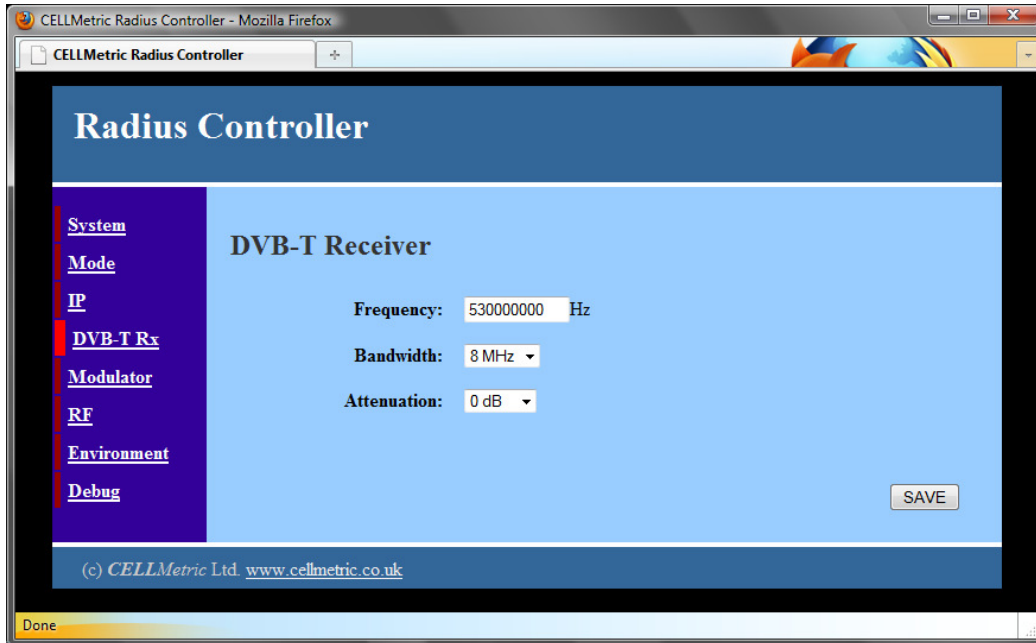 CELLMetric Radius Controller - Mozilla Firefox
CELLMetric Radius Controller
Radius Controller
System
Mode
IP
DVB-T Rx
Modulator
RF
Environment
Debug
DVB-T Receiver
Frequency: 530000000 Hz
Bandwidth: 8 MHz
Attenuation: 0 dB
SAVE
(c) CELLMetric Ltd. www.cellmetric.co.uk
Done